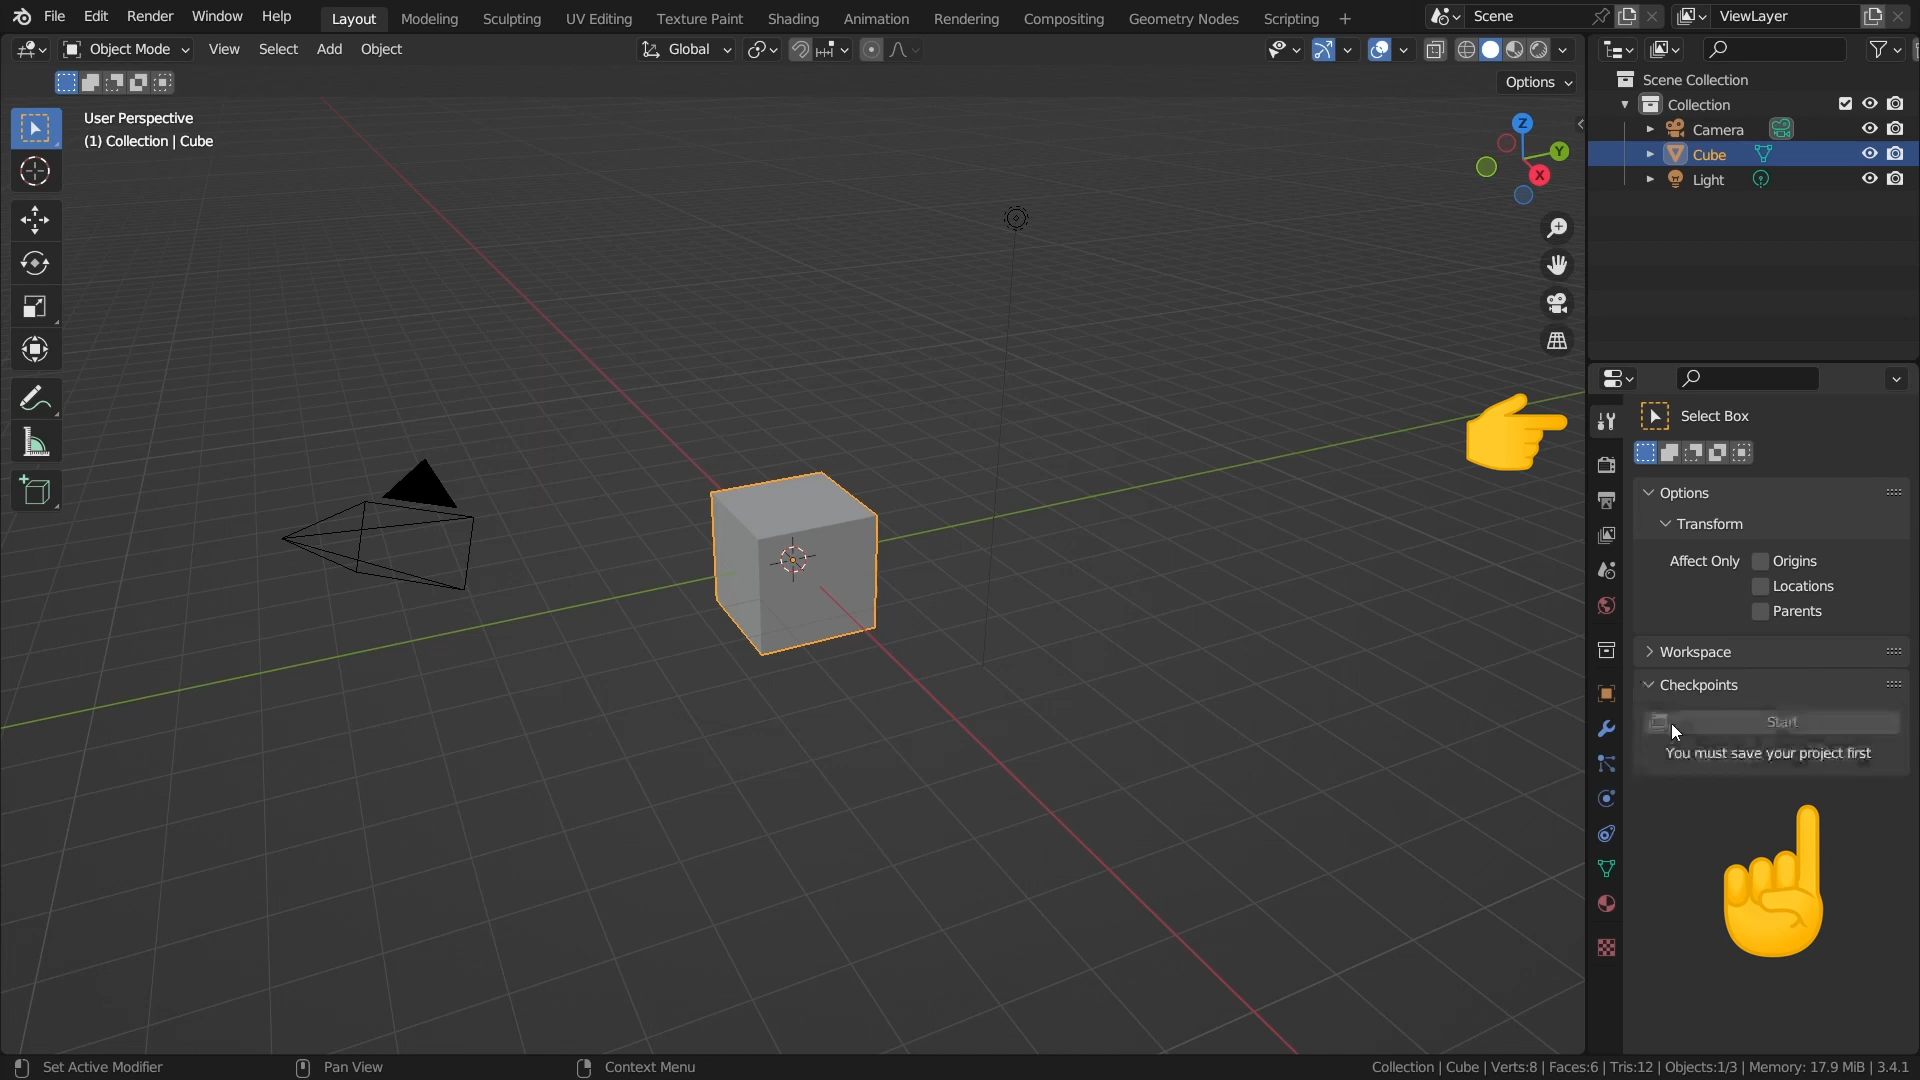 File Edit Render Window Help
Layout Modeling Sculpting UV Editing Texture Paint Shading Animation Rendering Compositing Geometry Nodes Scripting +
Scene
ViewLayer
Object Mode View Select Add Object
Global
Options
User Perspective
(1) Collection | Cube
Z
Y
X
Scene Collection
Collection
Camera
Cube
Light
Select Box
Options
Transform
Affect Only Origins
Locations
Parents
Workspace
Checkpoints
Start
You must save your project first
Set Active Modifier
Pan View
Context Menu
Collection | Cube | Verts:8 | Faces:6 | Tris:12 | Objects:1/3 | Memory: 17.9 MiB | 3.4.1